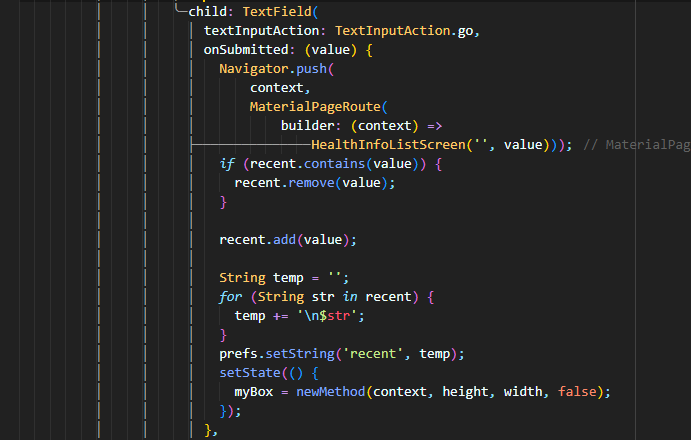 child: TextField(
textInputAction: TextInputAction.go,
onSubmitted: (value) {
Navigator.push(
context,
MaterialPageRoute(
builder: (context) =>
HealthInfoListScreen('', value))); // MaterialPag
if (recent.contains(value)) {
recent.remove(value);
}
recent.add(value);
String temp = '';
for (String str in recent) {
temp += '\n$str';
}
prefs.setString('recent', temp);
setState(() {
myBox = newMethod(context, height, width, false);
});
},